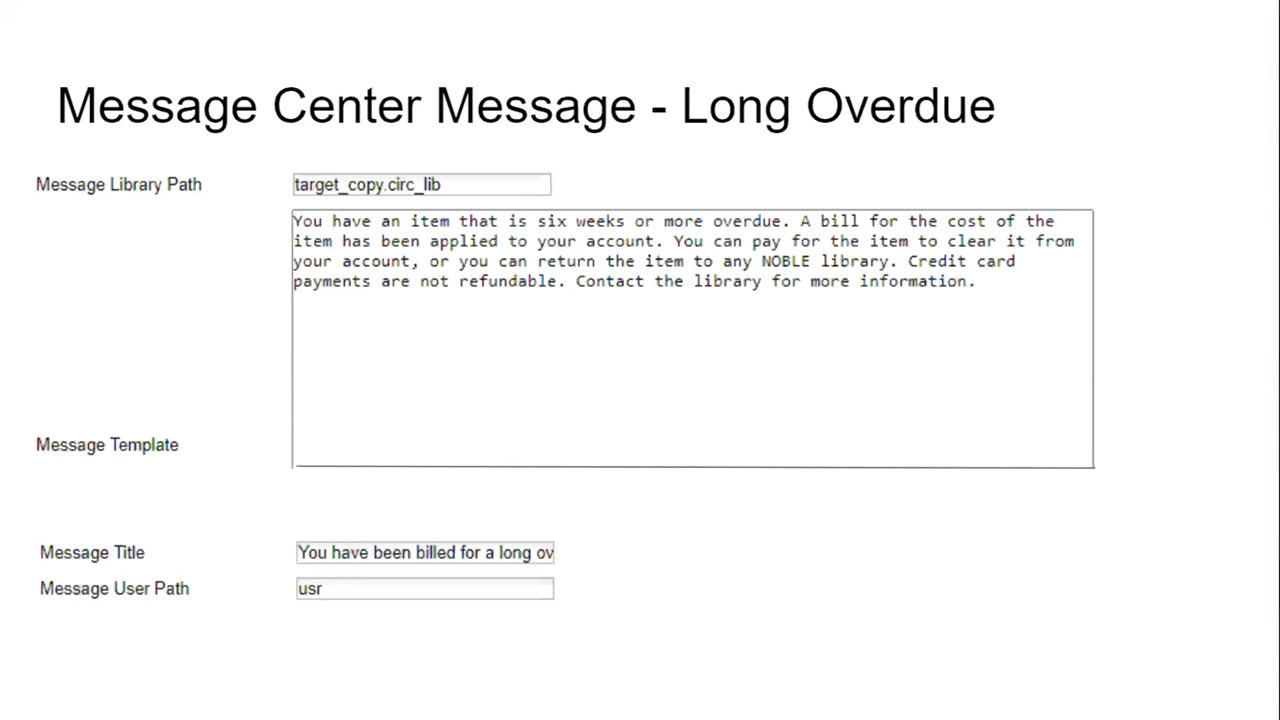 Message Center Message - Long Overdue
Message Library Path
target_copy.circ_lib
You have an item that is six weeks or more overdue. A bill for the cost of the
item has been applied to your account. You can pay for the item to clear it from
your account, or you can return the item to any NOBLE library. Credit card
payments are not refundable. Contact the library for more information.
Message Template
Message Title
You have been billed for a long ov
Message User Path
usr